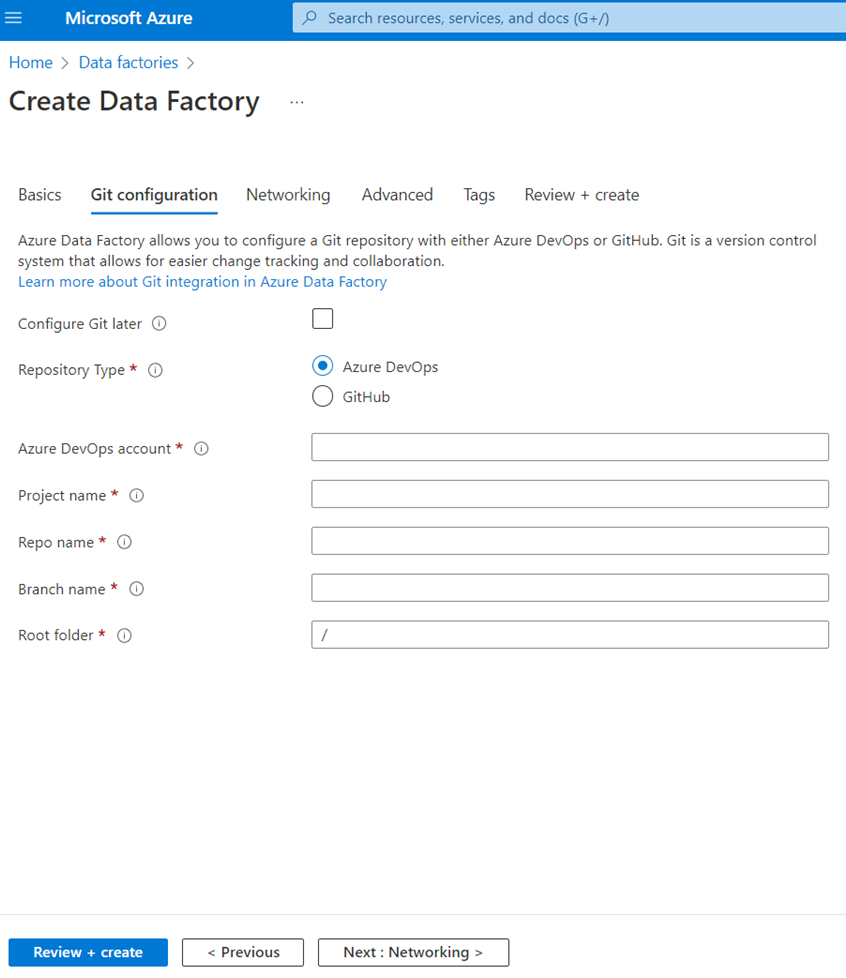 Microsoft Azure
Search resources, services, and docs (G+/)
Home > Data factories >
Create Data Factory ...
Basics Git configuration Networking Advanced Tags Review + create
Azure Data Factory allows you to configure a Git repository with either Azure DevOps or GitHub. Git is a version control
system that allows for easier change tracking and collaboration.
Learn more about Git integration in Azure Data Factory
Configure Git later
Repository Type * Azure DevOps
GitHub
Azure DevOps account *
Project name *
Repo name *
Branch name *
Root folder * /
Review + create < Previous Next : Networking >